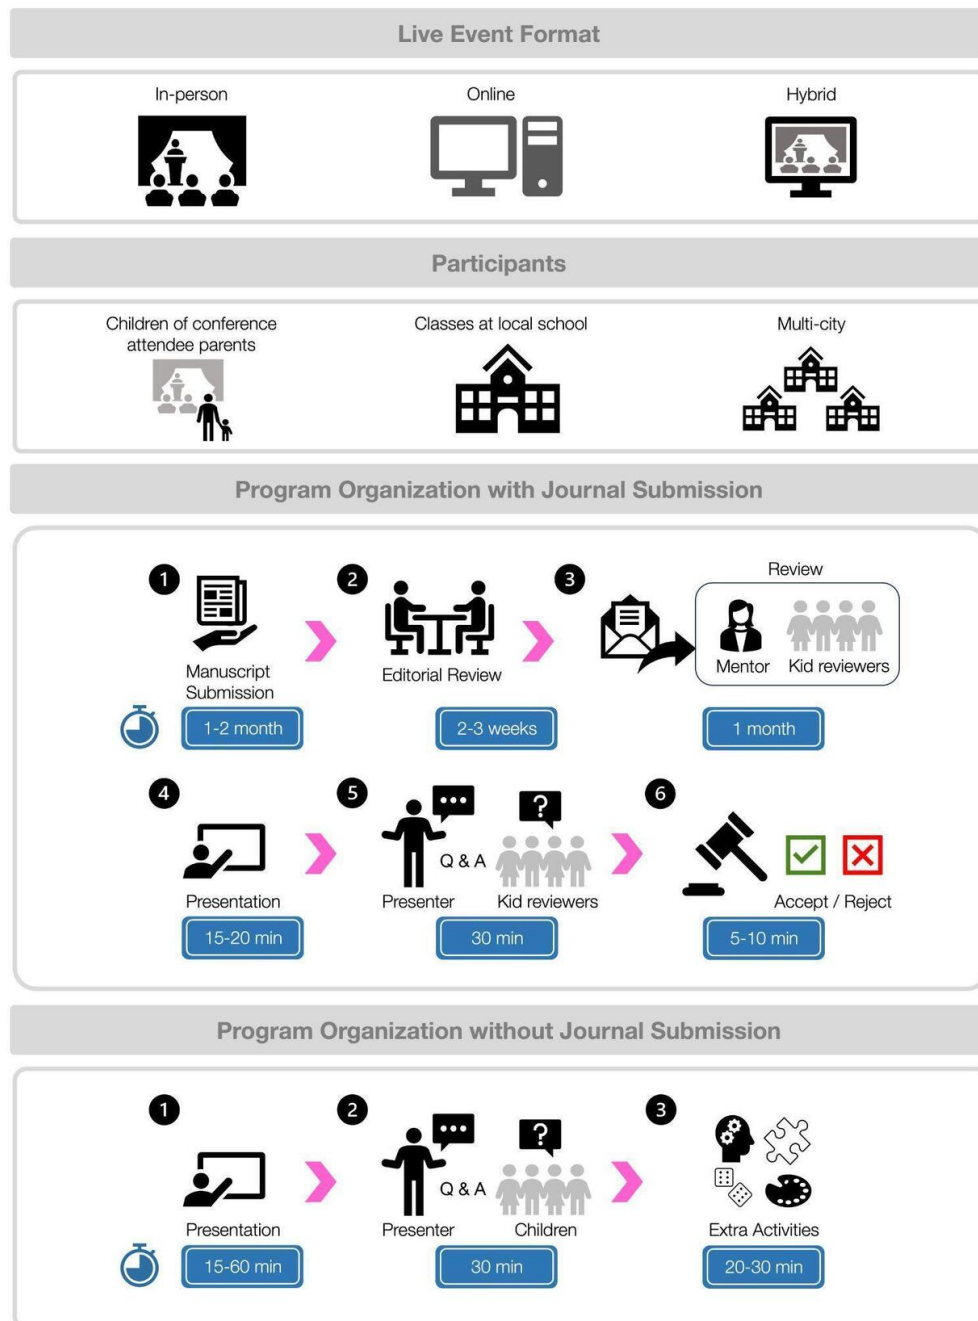 Live Event Format
In-person
Online
Hybrid
Participants
Children of conference
attendee parents
Classes at local school
Multi-city
Program Organization with Journal Submission
1
2
3
Review
Manuscript
Submission
Editorial Review
Mentor
Kid reviewers
1-2 month
2-3 weeks
1 month
4
5
6
...
?
Q & A
Presentation
Presenter
Kid reviewers
Accept / Reject
15-20 min
30 min
5-10 min
Program Organization without Journal Submission
1
2
3
...
?
Q & A
Presentation
Presenter
Children
Extra Activities
15-60 min
30 min
20-30 min